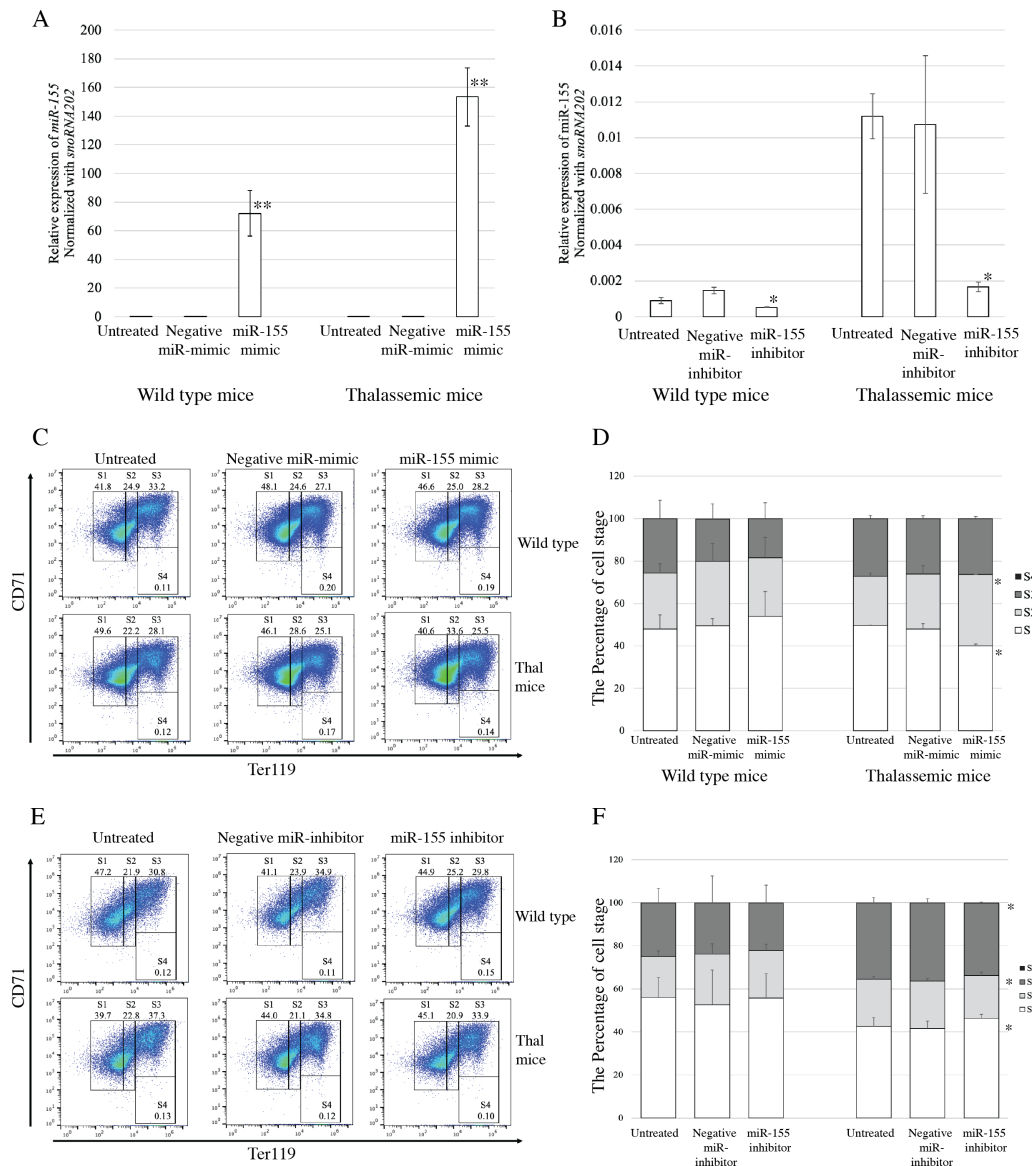 A
Relative expression of miR-155
Normalized with snoRNA202
200
180
160
140
120
100
80
60
40
20
0
**
**
Untreated
Negative
miR-mimic
miR-155
mimic
Untreated
Negative
miR-mimic
miR-155
mimic
Wild type mice
Thalassemic mice
B
Relative expression of miR-155
Normalized with snoRNA202
0.016
0.014
0.012
0.01
0.008
0.006
0.004
0.002
0
*
*
Untreated
Negative
miR-
inhibitor
miR-155
inhibitor
Untreated
Negative
miR-
inhibitor
miR-155
inhibitor
Wild type mice
Thalassemic mice
C
Untreated
Negative miR-mimic
miR-155 mimic
S1 S2 S3
41.8 24.9 33.2
S4
0.11
S1 S2 S3
48.1 24.6 27.1
S4
0.20
S1 S2 S3
46.6 25.0 28.2
S4
0.19
Wild type
S1 S2 S3
49.6 22.2 28.1
S4
0.12
S1 S2 S3
46.1 28.6 25.1
S4
0.17
S1 S2 S3
40.6 33.6 25.5
S4
0.14
Thal
mice
CD71
Ter119
D
The Percentage of cell stage
120
100
80
60
40
20
0
*
*
S
S
S
S
Untreated
Negative
miR-mimic
miR-155
mimic
Untreated
Negative
miR-mimic
miR-155
mimic
Wild type mice
Thalassemic mice
E
Untreated
Negative miR-inhibitor
miR-155 inhibitor
S1 S2 S3
47.2 21.9 30.8
S4
0.12
S1 S2 S3
41.1 23.9 34.9
S4
0.11
S1 S2 S3
44.9 25.2 29.8
S4
0.15
Wild type
S1 S2 S3
39.7 22.8 37.3
S4
0.13
S1 S2 S3
44.0 21.1 34.8
S4
0.12
S1 S2 S3
45.1 20.9 33.9
S4
0.10
Thal
mice
CD71
Ter119
F
The Percentage of cell stage
120
100
80
60
40
20
0
*
*
*
S
S
S
S
Untreated
Negative
miR-
inhibitor
miR-155
inhibitor
Untreated
Negative
miR-
inhibitor
miR-155
inhibitor